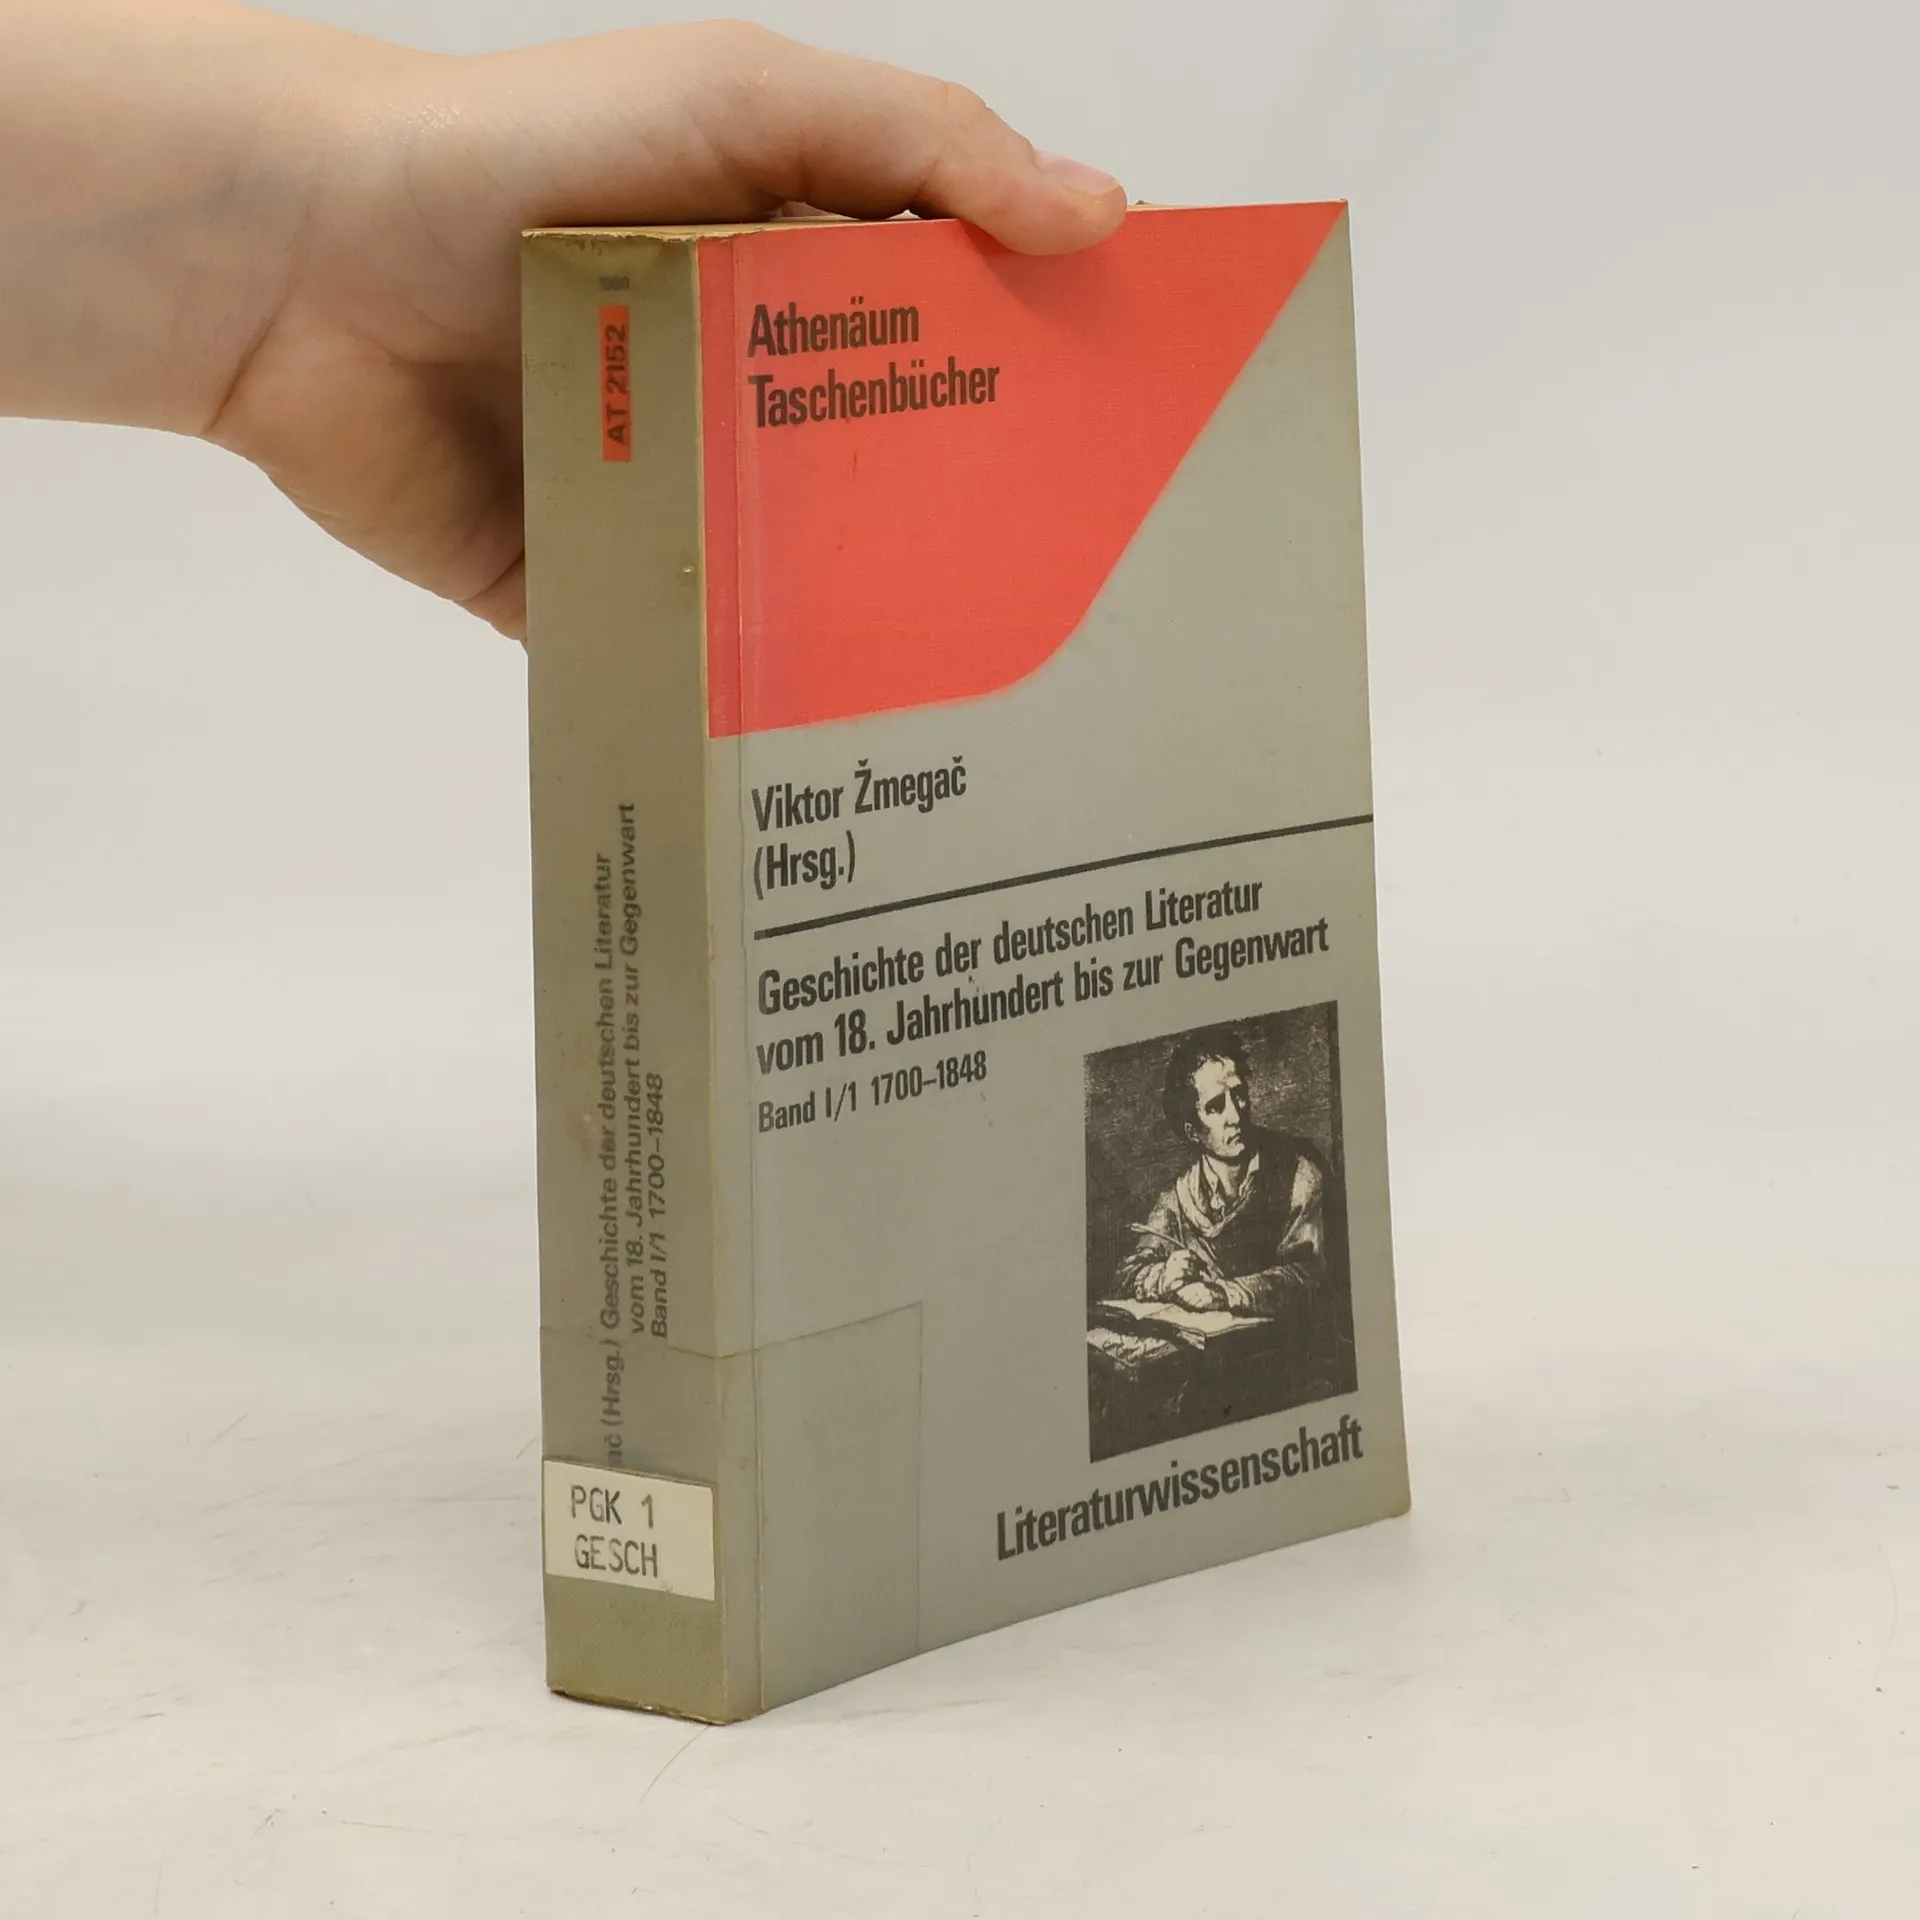 Athenäum
Taschenbücher
Viktor Žmegač
(Hrsg.)
Geschichte der deutschen Literatur
vom 18. Jahrhundert bis zur Gegenwart
Band I/1 1700–1848
Literaturwissenschaft
AT 2152
(Hrsg.) Geschichte der deutschen Literatur
vom 18. Jahrhundert bis zur Gegenwart
Band I/1 1700–1848
PGK 1
GESCH